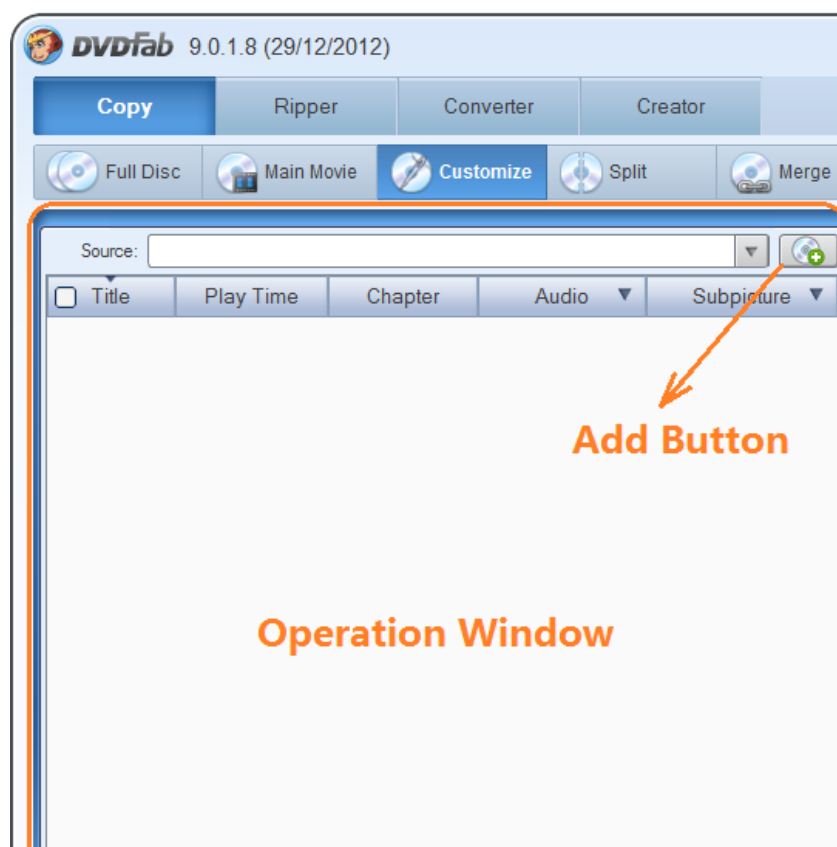 DVDFab 9.0.1.8 (29/12/2012)
Copy Ripper Converter Creator
Full Disc Main Movie Customize Split Merge
Source:
Title Play Time Chapter Audio Subpicture
Add Button
Operation Window